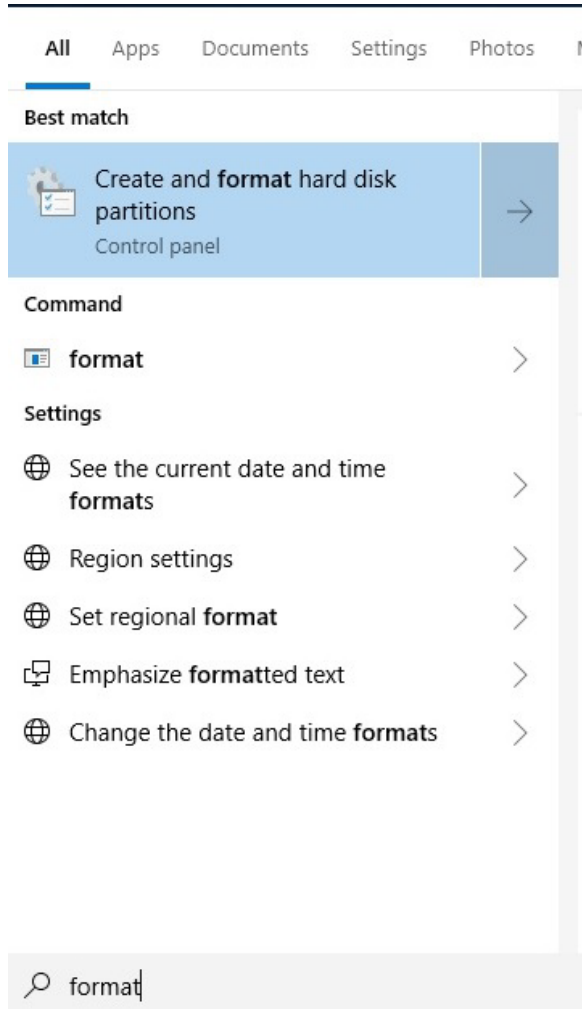 All Apps Documents Settings Photos
Best match
Create and format hard disk
partitions
Control panel
Command
format
Settings
See the current date and time
formats
Region settings
Set regional format
Emphasize formatted text
Change the date and time formats
format